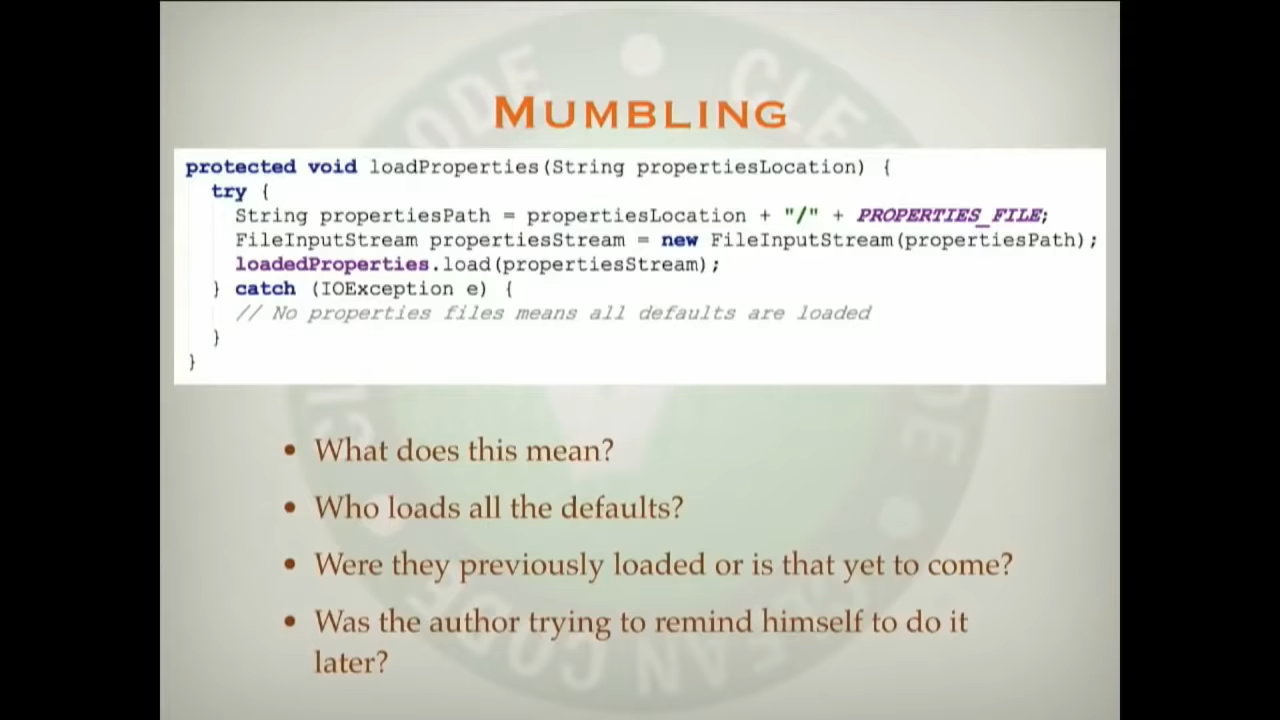 MUMBLING
protected void loadProperties(String propertiesLocation) {
try {
String propertiesPath = propertiesLocation + "/" + PROPERTIES_FILE;
FileInputStream propertiesStream = new FileInputStream(propertiesPath);
loadedProperties.load(propertiesStream);
} catch (IOException e) {
// No properties files means all defaults are loaded
}
}
• What does this mean?
• Who loads all the defaults?
• Were they previously loaded or is that yet to come?
• Was the author trying to remind himself to do it
later?